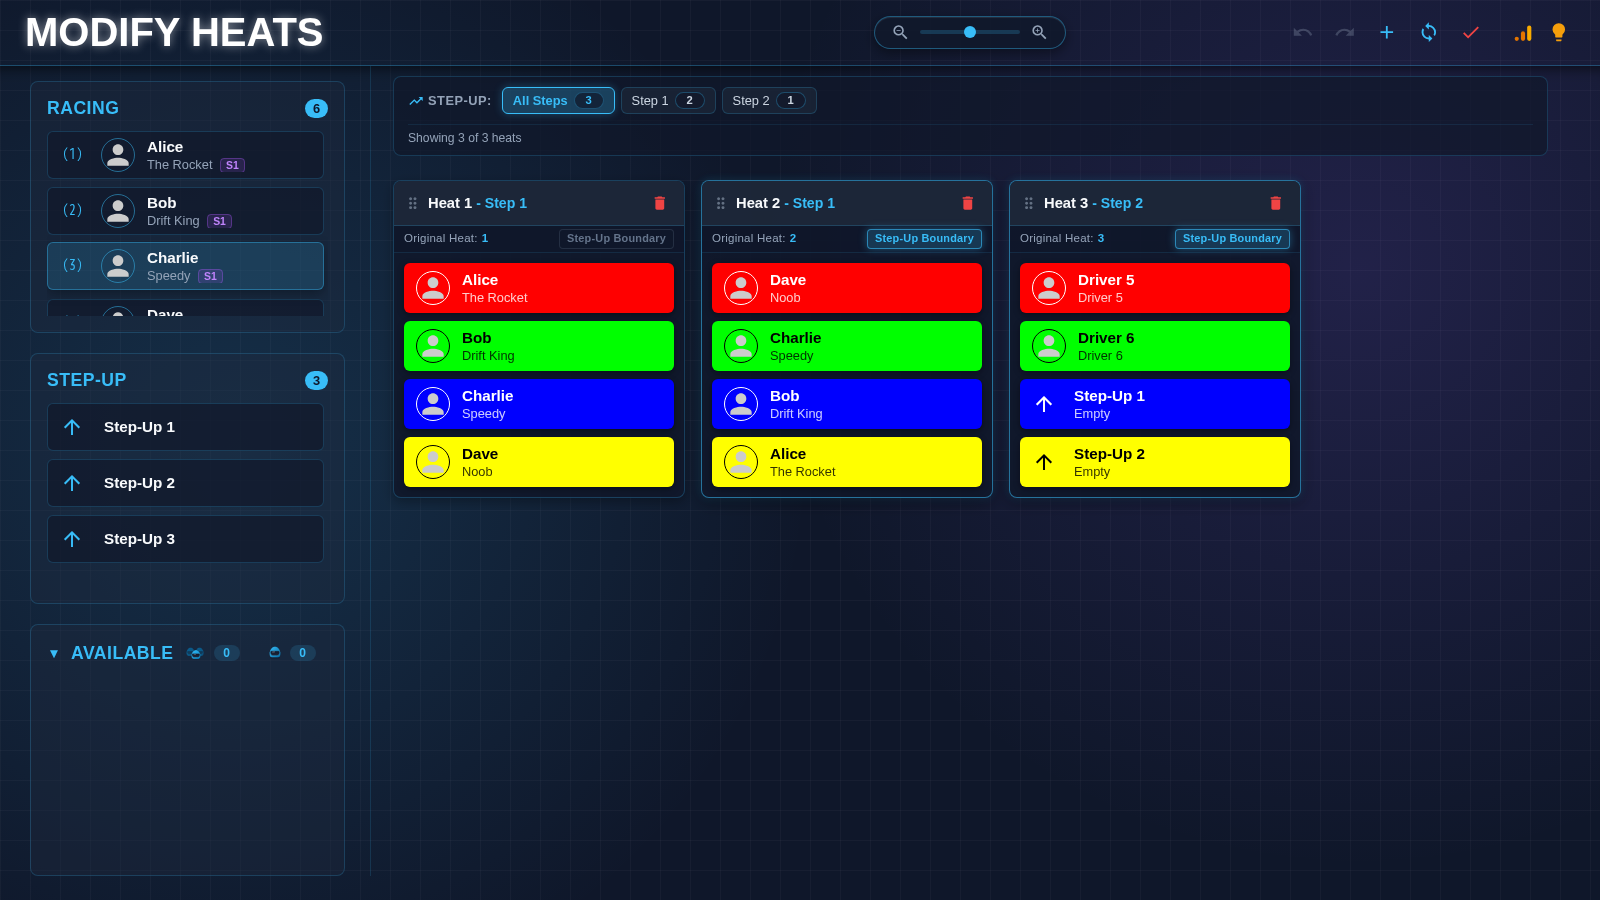 MODIFY HEATS
RACING 6
(1) Alice
The Rocket S1
(2) Bob
Drift King S1
(3) Charlie
Speedy S1
Dave
STEP-UP 3
Step-Up 1
Step-Up 2
Step-Up 3
▼ AVAILABLE 0 0
STEP-UP: All Steps 3 Step 1 2 Step 2 1
Showing 3 of 3 heats
Heat 1 - Step 1
Original Heat: 1 Step-Up Boundary
Alice
The Rocket
Bob
Drift King
Charlie
Speedy
Dave
Noob
Heat 2 - Step 1
Original Heat: 2 Step-Up Boundary
Dave
Noob
Charlie
Speedy
Bob
Drift King
Alice
The Rocket
Heat 3 - Step 2
Original Heat: 3 Step-Up Boundary
Driver 5
Driver 5
Driver 6
Driver 6
Step-Up 1
Empty
Step-Up 2
Empty